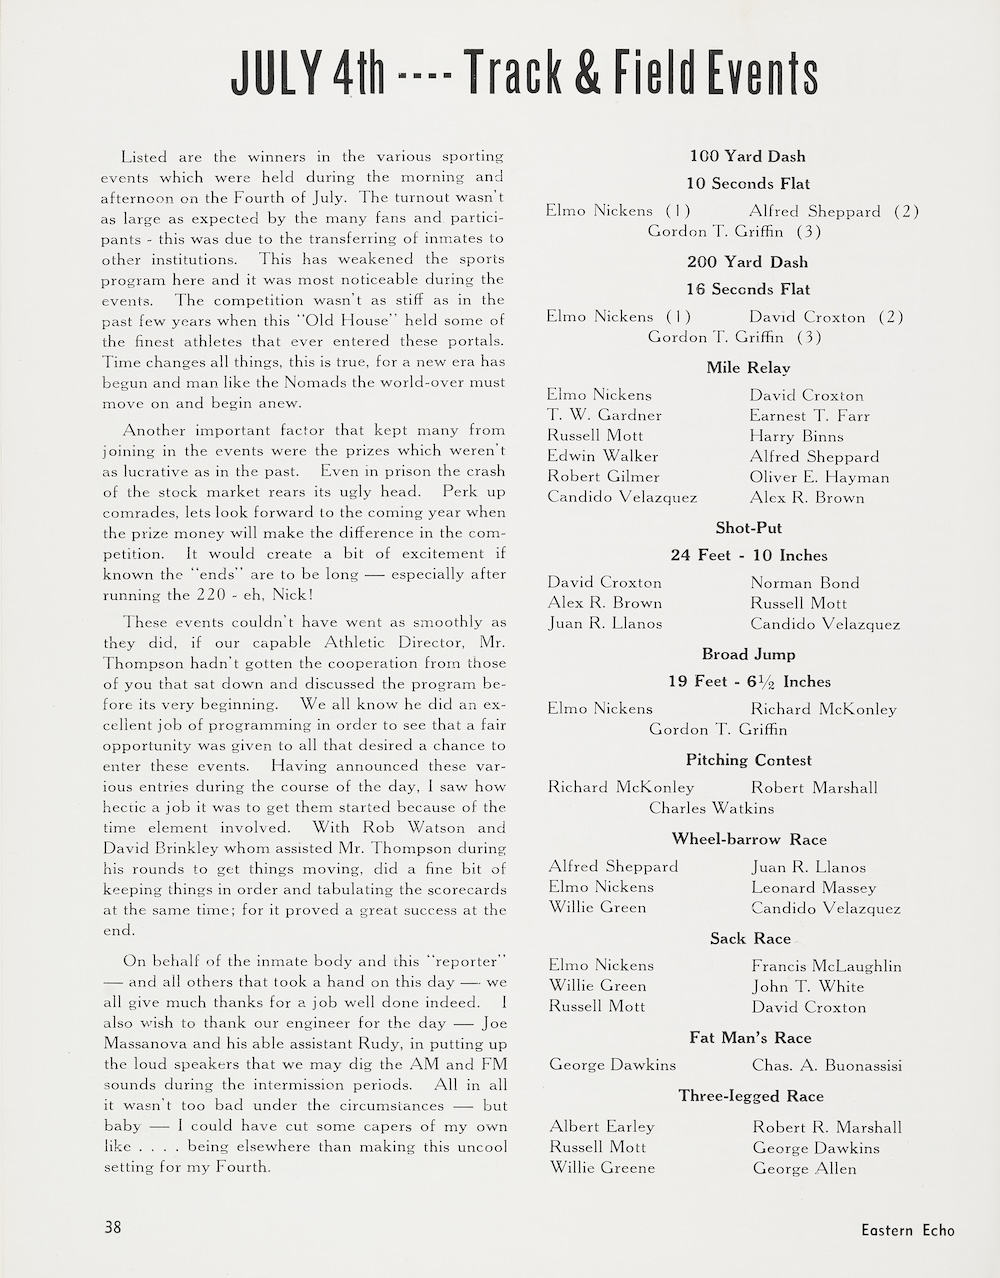 JULY 4th ---- Track & Field Events
Listed are the winners in the various sporting
events which were held during the morning and
afternoon on the Fourth of July. The turnout wasn't
as large as expected by the many fans and partici-
pants - this was due to the transferring of inmates to
other institutions. This has weakened the sports
program here and it was most noticeable during the
events. The competition wasn't as stiff as in the
past few years when this "Old House" held some of
the finest athletes that ever entered these portals.
Time changes all things, this is true, for a new era has
begun and man like the Nomads the world-over must
move on and begin anew.
Another important factor that kept many from
joining in the events were the prizes which weren't
as lucrative as in the past. Even in prison the crash
of the stock market rears its ugly head. Perk up
comrades, lets look forward to the coming year when
the prize money will make the difference in the com-
petition. It would create a bit of excitement if
known the "ends" are to be long — especially after
running the 220 - eh, Nick!
These events couldn't have went as smoothly as
they did, if our capable Athletic Director, Mr.
Thompson hadn't gotten the cooperation from those
of you that sat down and discussed the program be-
fore its very beginning. We all know he did an ex-
cellent job of programming in order to see that a fair
opportunity was given to all that desired a chance to
enter these events. Having announced these var-
ious entries during the course of the day, I saw how
hectic a job it was to get them started because of the
time element involved. With Rob Watson and
David Brinkley whom assisted Mr. Thompson during
his rounds to get things moving, did a fine bit of
keeping things in order and tabulating the scorecards
at the same time; for it proved a great success at the
end.
On behalf of the inmate body and this "reporter"
— and all others that took a hand on this day — we
all give much thanks for a job well done indeed. I
also wish to thank our engineer for the day — Joe
Massanova and his able assistant Rudy, in putting up
the loud speakers that we may dig the AM and FM
sounds during the intermission periods. All in all
it wasn't too bad under the circumstances — but
baby — I could have cut some capers of my own
like . . . . being elsewhere than making this uncool
setting for my Fourth.
100 Yard Dash
10 Seconds Flat
Elmo Nickens (1) Alfred Sheppard (2)
Gordon T. Griffin (3)
200 Yard Dash
16 Seconds Flat
Elmo Nickens (1) David Croxton (2)
Gordon T. Griffin (3)
Mile Relay
Elmo Nickens David Croxton
T. W. Gardner Earnest T. Farr
Russell Mott Harry Binns
Edwin Walker Alfred Sheppard
Robert Gilmer Oliver E. Hayman
Candido Velazquez Alex R. Brown
Shot-Put
24 Feet - 10 Inches
David Croxton Norman Bond
Alex R. Brown Russell Mott
Juan R. Llanos Candido Velazquez
Broad Jump
19 Feet - 6½ Inches
Elmo Nickens Richard McKonley
Gordon T. Griffin
Pitching Contest
Richard McKonley Robert Marshall
Charles Watkins
Wheel-barrow Race
Alfred Sheppard Juan R. Llanos
Elmo Nickens Leonard Massey
Willie Green Candido Velazquez
Sack Race
Elmo Nickens Francis McLaughlin
Willie Green John T. White
Russell Mott David Croxton
Fat Man's Race
George Dawkins Chas. A. Buonassisi
Three-legged Race
Albert Earley Robert R. Marshall
Russell Mott George Dawkins
Willie Greene George Allen
38
Eastern Echo